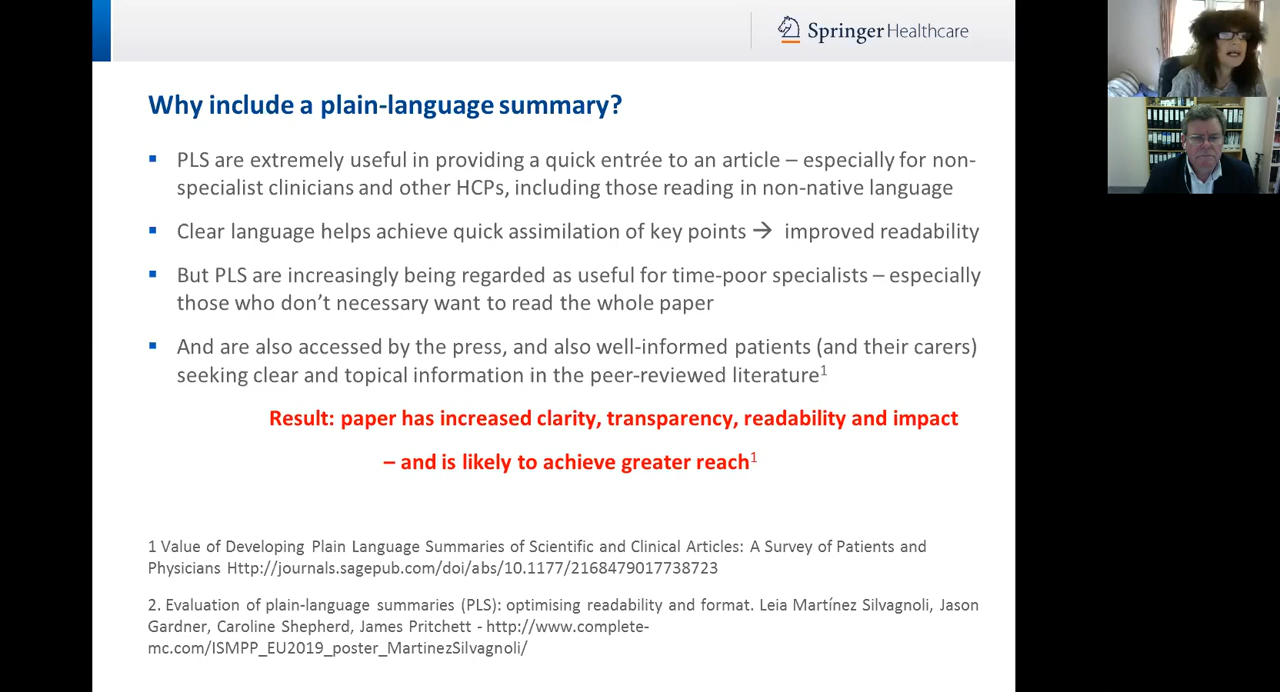 Springer Healthcare
Why include a plain-language summary?
▪ PLS are extremely useful in providing a quick entrée to an article – especially for non-
specialist clinicians and other HCPs, including those reading in non-native language
▪ Clear language helps achieve quick assimilation of key points → improved readability
▪ But PLS are increasingly being regarded as useful for time-poor specialists – especially
those who don’t necessary want to read the whole paper
▪ And are also accessed by the press, and also well-informed patients (and their carers)
seeking clear and topical information in the peer-reviewed literature1
Result: paper has increased clarity, transparency, readability and impact
– and is likely to achieve greater reach1
1 Value of Developing Plain Language Summaries of Scientific and Clinical Articles: A Survey of Patients and
Physicians Http://journals.sagepub.com/doi/abs/10.1177/2168479017738723
2. Evaluation of plain-language summaries (PLS): optimising readability and format. Leia Martínez Silvagnoli, Jason
Gardner, Caroline Shepherd, James Pritchett - http://www.complete-
mc.com/ISMPP_EU2019_poster_MartinezSilvagnoli/